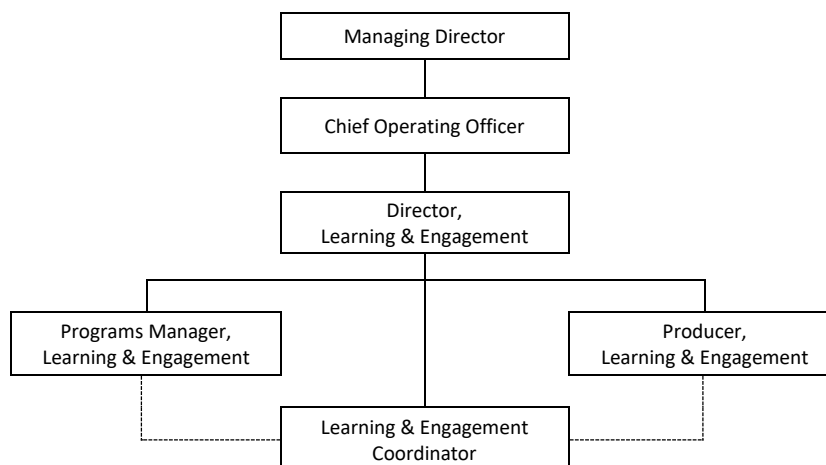 Managing Director
Chief Operating Officer
Director,
Learning & Engagement
Programs Manager,
Learning & Engagement
Producer,
Learning & Engagement
Learning & Engagement
Coordinator